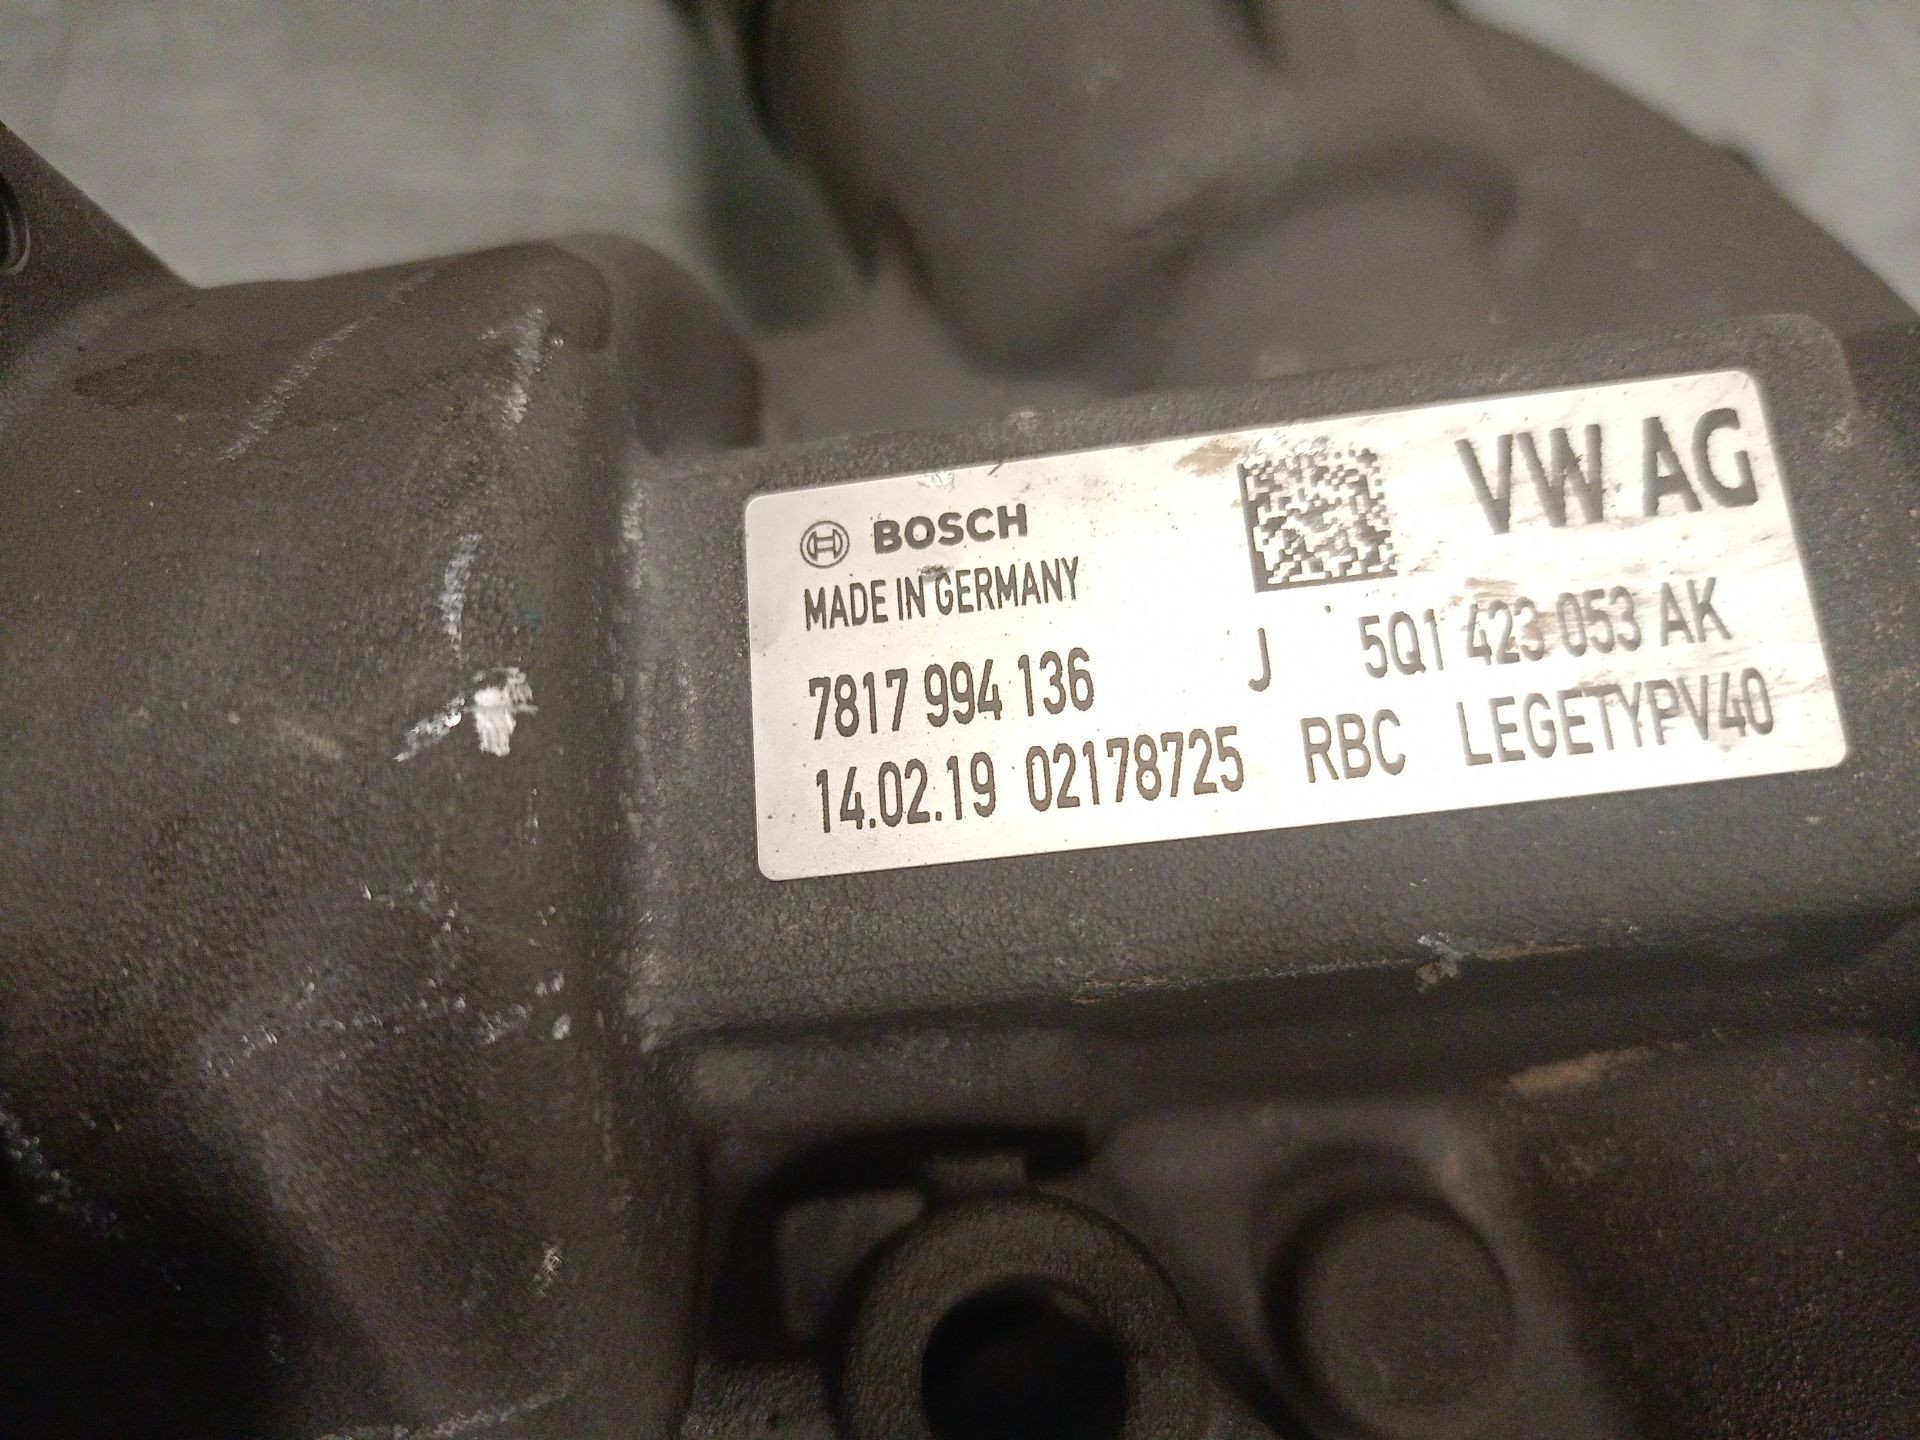 BOSCH
VW AG
MADE IN GERMANY
7817 994 136 J 5Q1 423 053 AK
14.02.19 02178725 RBC LEGETYPV40